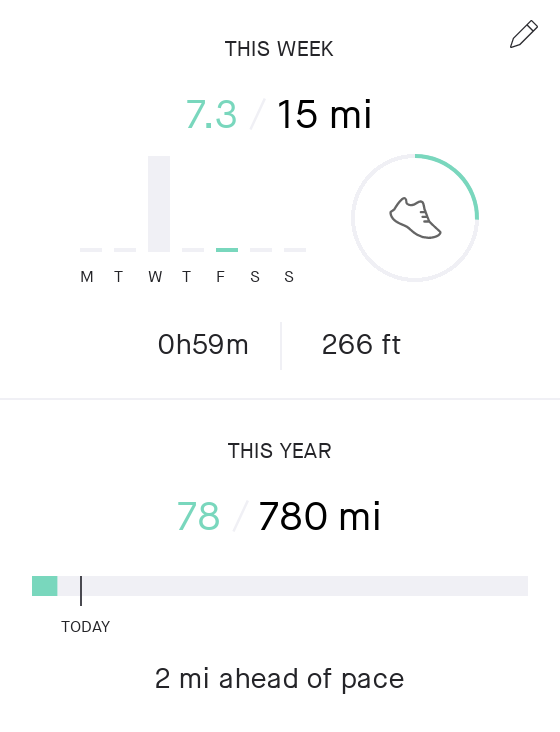 THIS WEEK
7.3 / 15 mi
M T W T F S S
0h59m 266 ft
THIS YEAR
78 / 780 mi
TODAY
2 mi ahead of pace